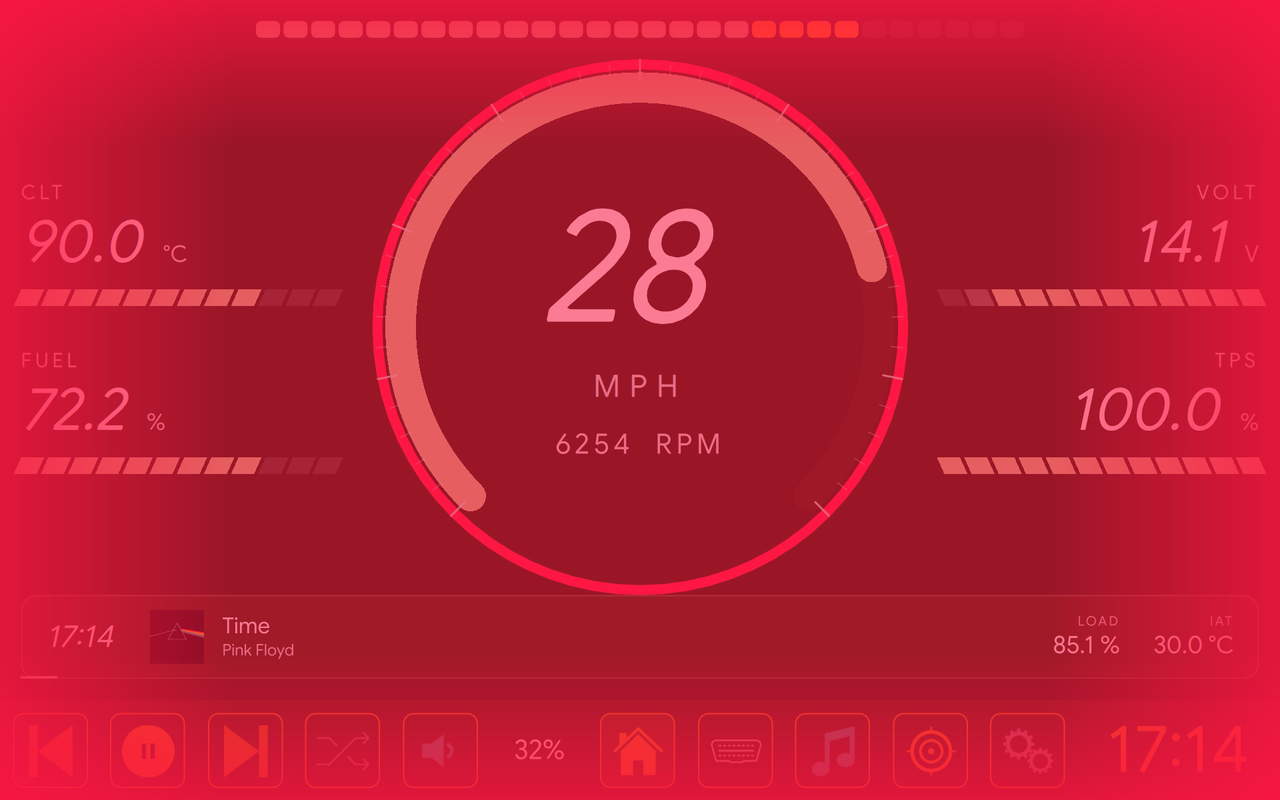 CLT
90.0 °C
FUEL
72.2 %
28
MPH
6254 RPM
VOLT
14.1 V
TPS
100.0 %
17:14
Time
Pink Floyd
LOAD
85.1 %
IAT
30.0 °C
32%
17:14